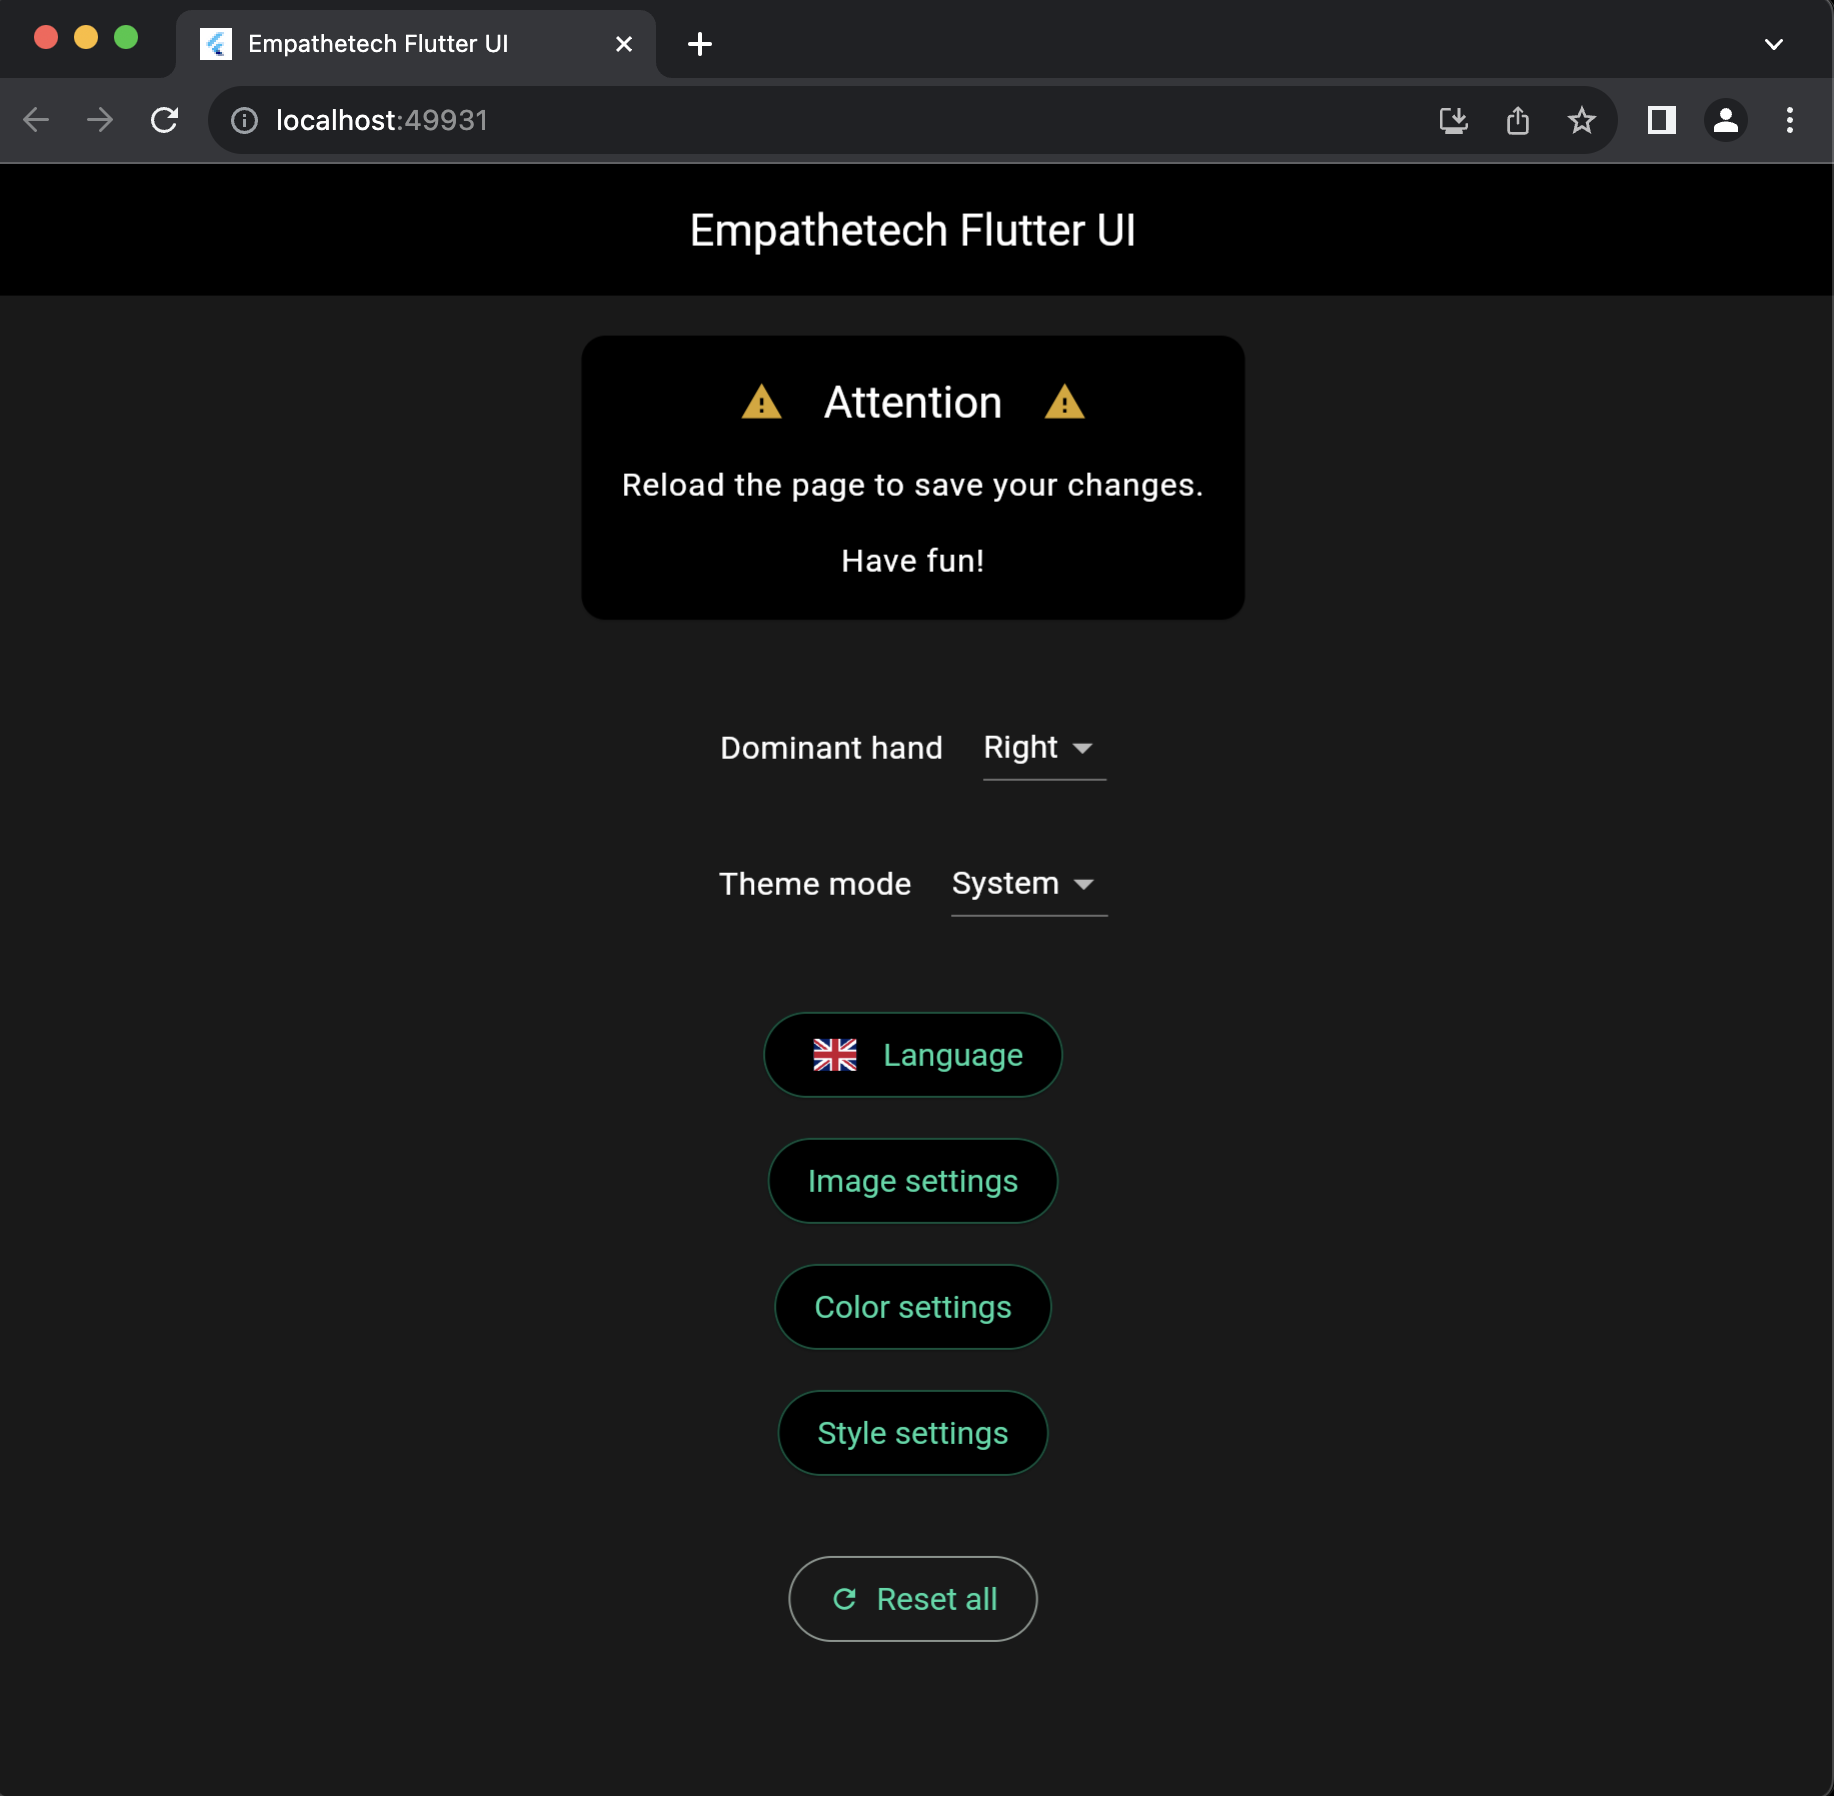 Empathetech Flutter UI
localhost:49931
Empathetech Flutter UI
Attention
Reload the page to save your changes.
Have fun!
Dominant hand Right
Theme mode System
Language
Image settings
Color settings
Style settings
Reset all